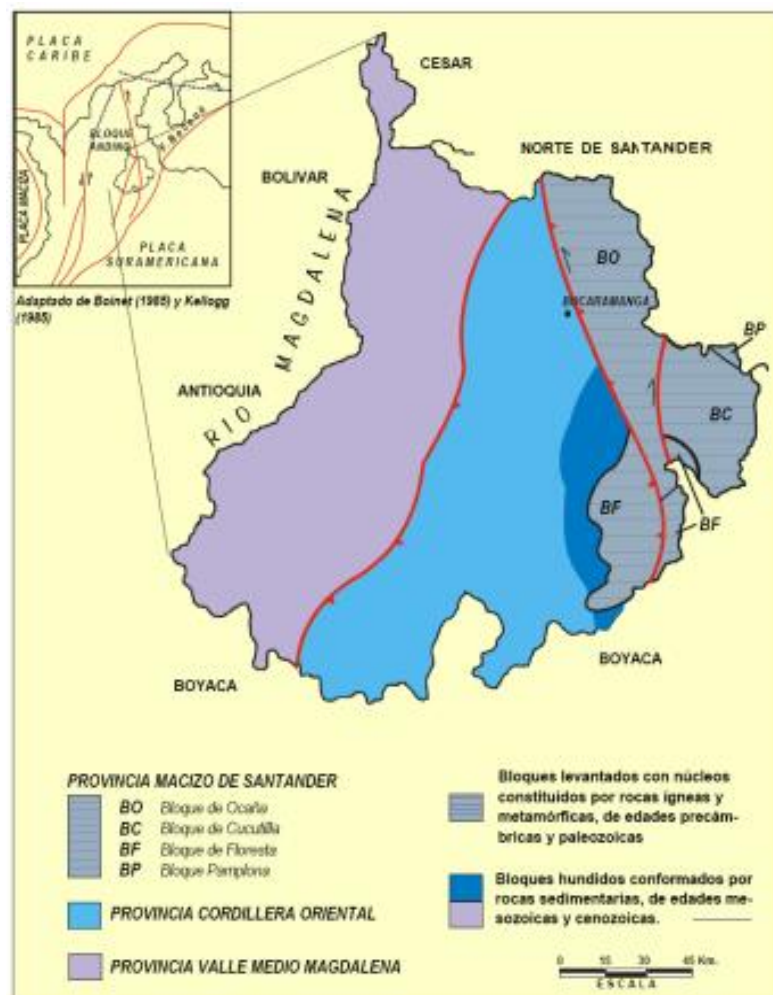 PLACA
CARIBE
BLOQUE
ANDINO
PLACA NAZCA
PLACA
SURAMERICANA
Adaptado de Boinet (1985) y Kellogg
(1985)
CESAR
NORTE DE SANTANDER
BOLIVAR
RIO MAGDALENA
ANTIOQUIA
BO
BUCARAMANGA
BP
BC
BF
BF
BOYACA
BOYACA
PROVINCIA MACIZO DE SANTANDER
BO Bloque de Ocaña
BC Bloque de Cucutilla
BF Bloque de Floresta
BP Bloque Pamplona
PROVINCIA CORDILLERA ORIENTAL
PROVINCIA VALLE MEDIO MAGDALENA
Bloques levantados con núcleos
constituidos por rocas ígneas y
metamórficas, de edades precám-
bricas y paleozoicas
Bloques hundidos conformados por
rocas sedimentarias, de edades me-
sozoicas y cenozoicas.
0 15 30 45 Km.
ESCALA